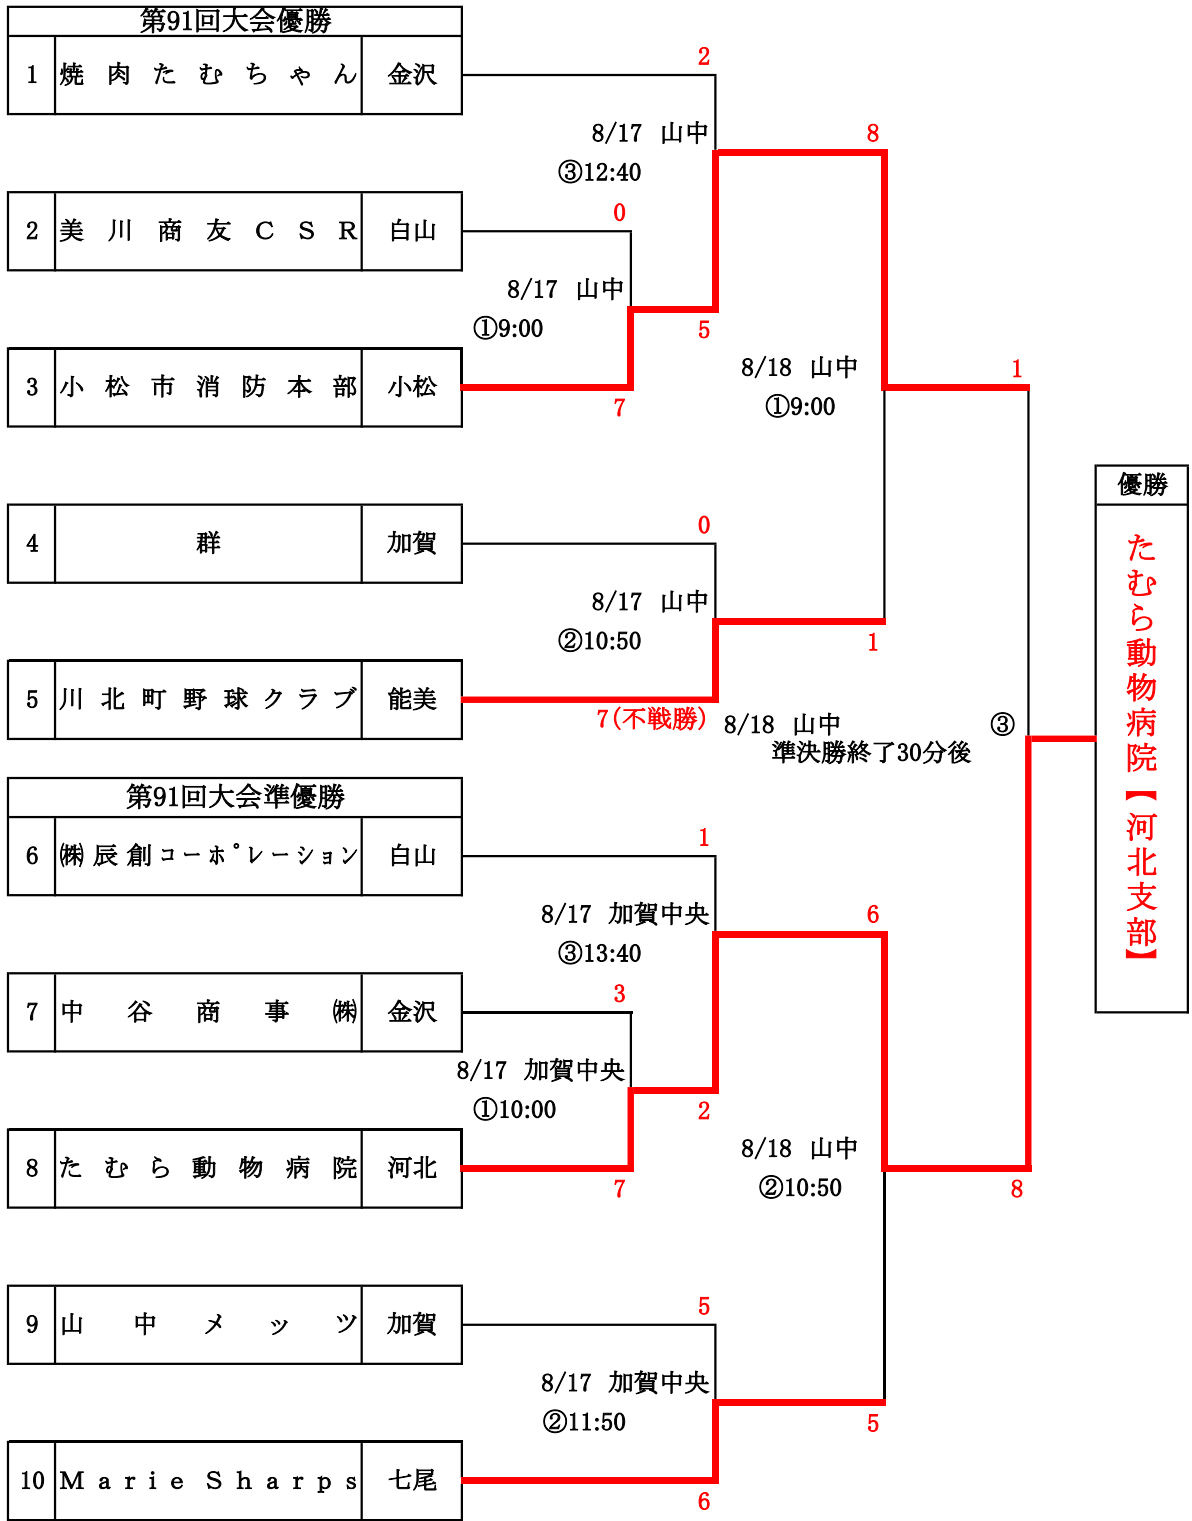 第91回大会優勝
1 焼肉たむちゃん 金沢
2
8/17 山中
③12:40
8
2 美川商友CSR 白山
0
8/17 山中
①9:00
5
3 小松市消防本部 小松
7
8/18 山中
①9:00
1
4 群 加賀
0
8/17 山中
②10:50
1
5 川北町野球クラブ 能美
7(不戦勝)
8/18 山中 ③
準決勝終了30分後
優勝
たむら動物病院【河北支部】
第91回大会準優勝
6 ㈱辰創コーポレーション 白山
1
8/17 加賀中央
③13:40
6
7 中谷商事㈱ 金沢
3
8/17 加賀中央
①10:00
2
8 たむら動物病院 河北
7
8/18 山中
②10:50
8
9 山中メッツ 加賀
5
8/17 加賀中央
②11:50
5
10 Marie Sharps 七尾
6